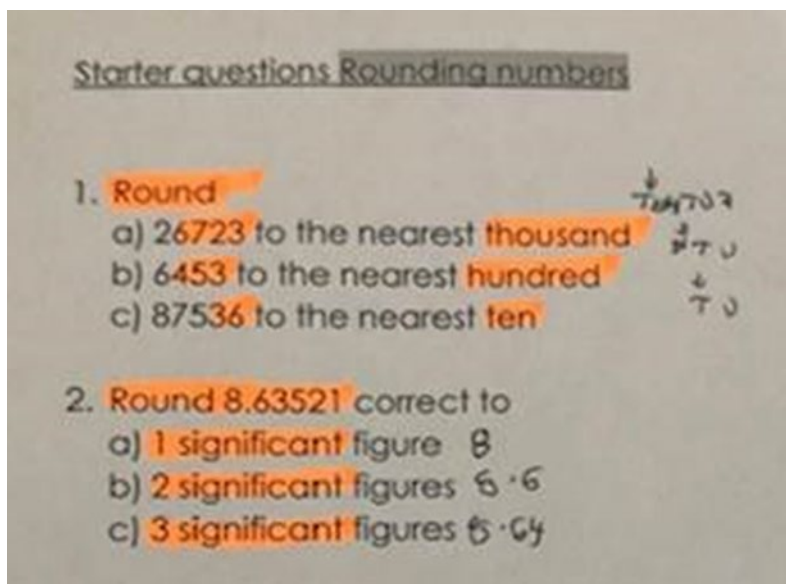 Starter questions Rounding numbers
1. Round
a) 26723 to the nearest thousand
T U
b) 6453 to the nearest hundred
c) 87536 to the nearest ten
T U
2. Round 8.63521 correct to
a) 1 significant figure 8
b) 2 significant figures 8.6
c) 3 significant figures 8.64